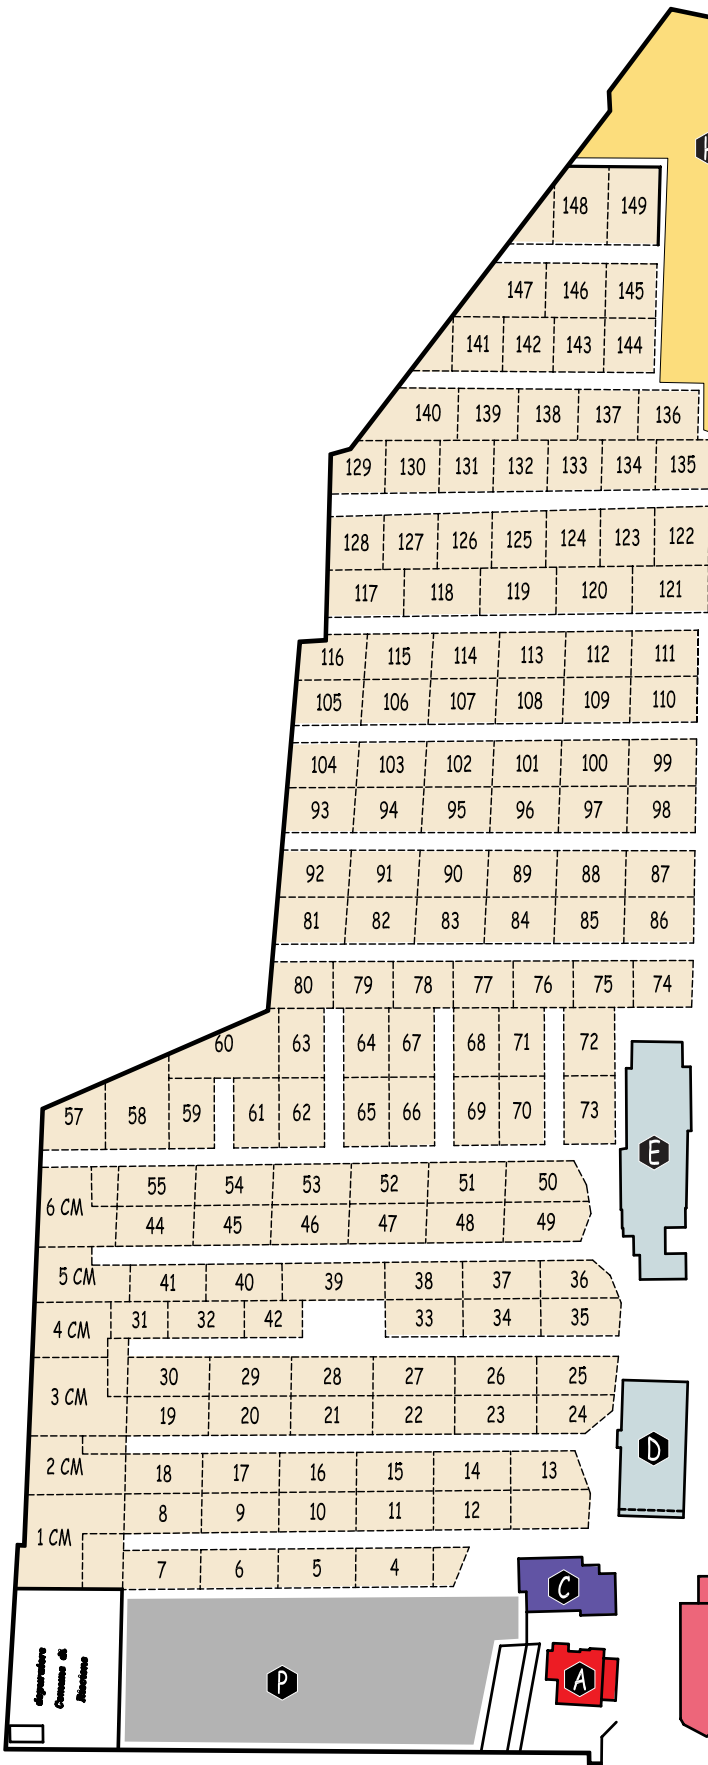 H
148 149
147 146 145
141 142 143 144
140 139 138 137 136
129 130 131 132 133 134 135
128 127 126 125 124 123 122
117 118 119 120 121
116 115 114 113 112 111
105 106 107 108 109 110
104 103 102 101 100 99
93 94 95 96 97 98
92 91 90 89 88 87
81 82 83 84 85 86
80 79 78 77 76 75 74
60 63 64 67 68 71 72
57 58 59 61 62 65 66 69 70 73
E
55 54 53 52 51 50
6 CM
44 45 46 47 48 49
5 CM 41 40 39 38 37 36
4 CM 31 32 42 33 34 35
30 29 28 27 26 25
3 CM
19 20 21 22 23 24
D
2 CM 18 17 16 15 14 13
8 9 10 11 12
1 CM
7 6 5 4
C
A
P
depuratore
Comune di
Riccione